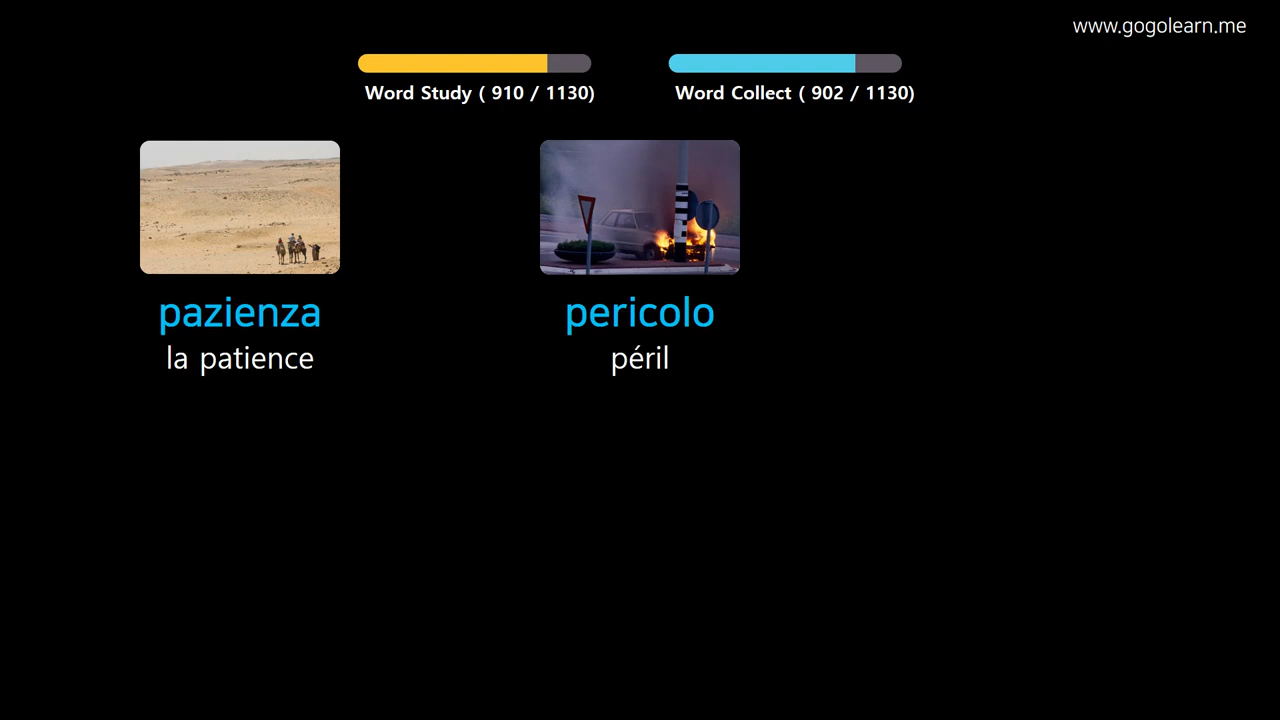 www.gogolearn.me
Word Study ( 910 / 1130)
Word Collect ( 902 / 1130)
pazienza
la patience
pericolo
péril